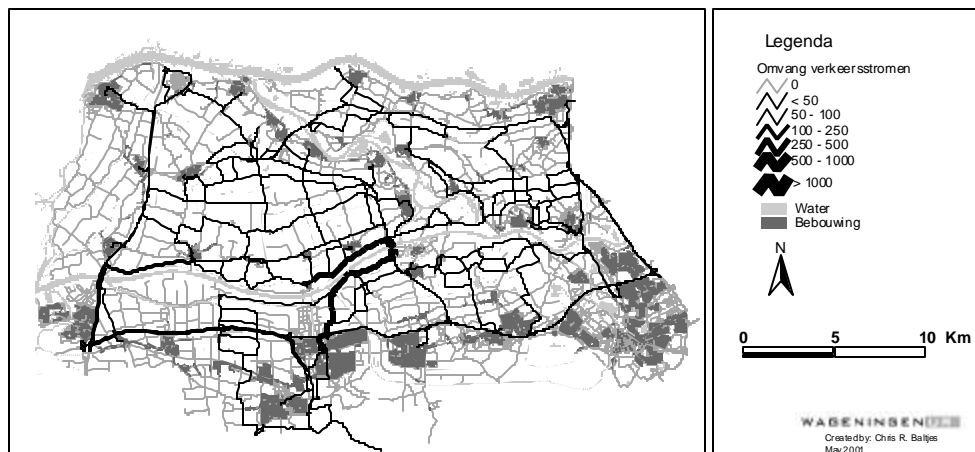 Legenda
Omvang verkeersstromen
0
< 50
50 - 100
100 - 250
250 - 500
500 - 1000
> 1000
Water
Bebouwing
N
0 5 10 Km
WAGENINGEN
Created by: Chris R. Baltjes
May 2001